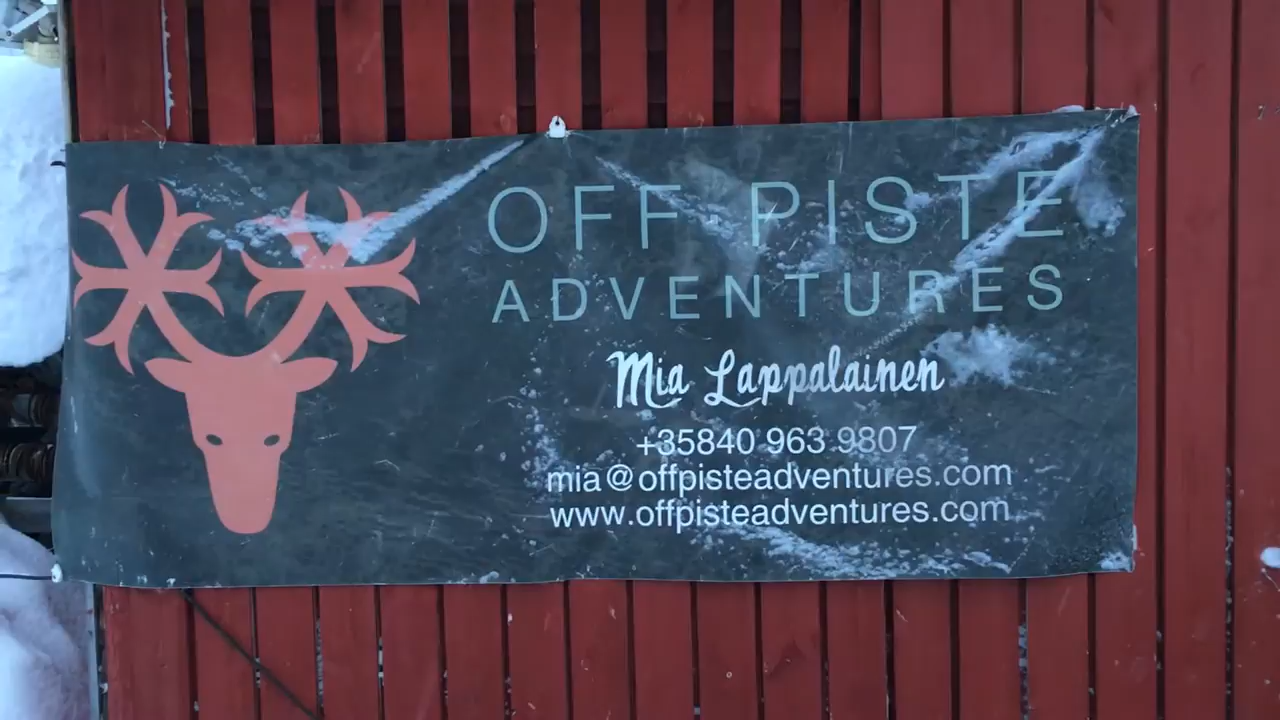 OFF PISTE
ADVENTURES
Mia Lappalainen
+35840 963 9807
mia@offpisteadventures.com
www.offpisteadventures.com